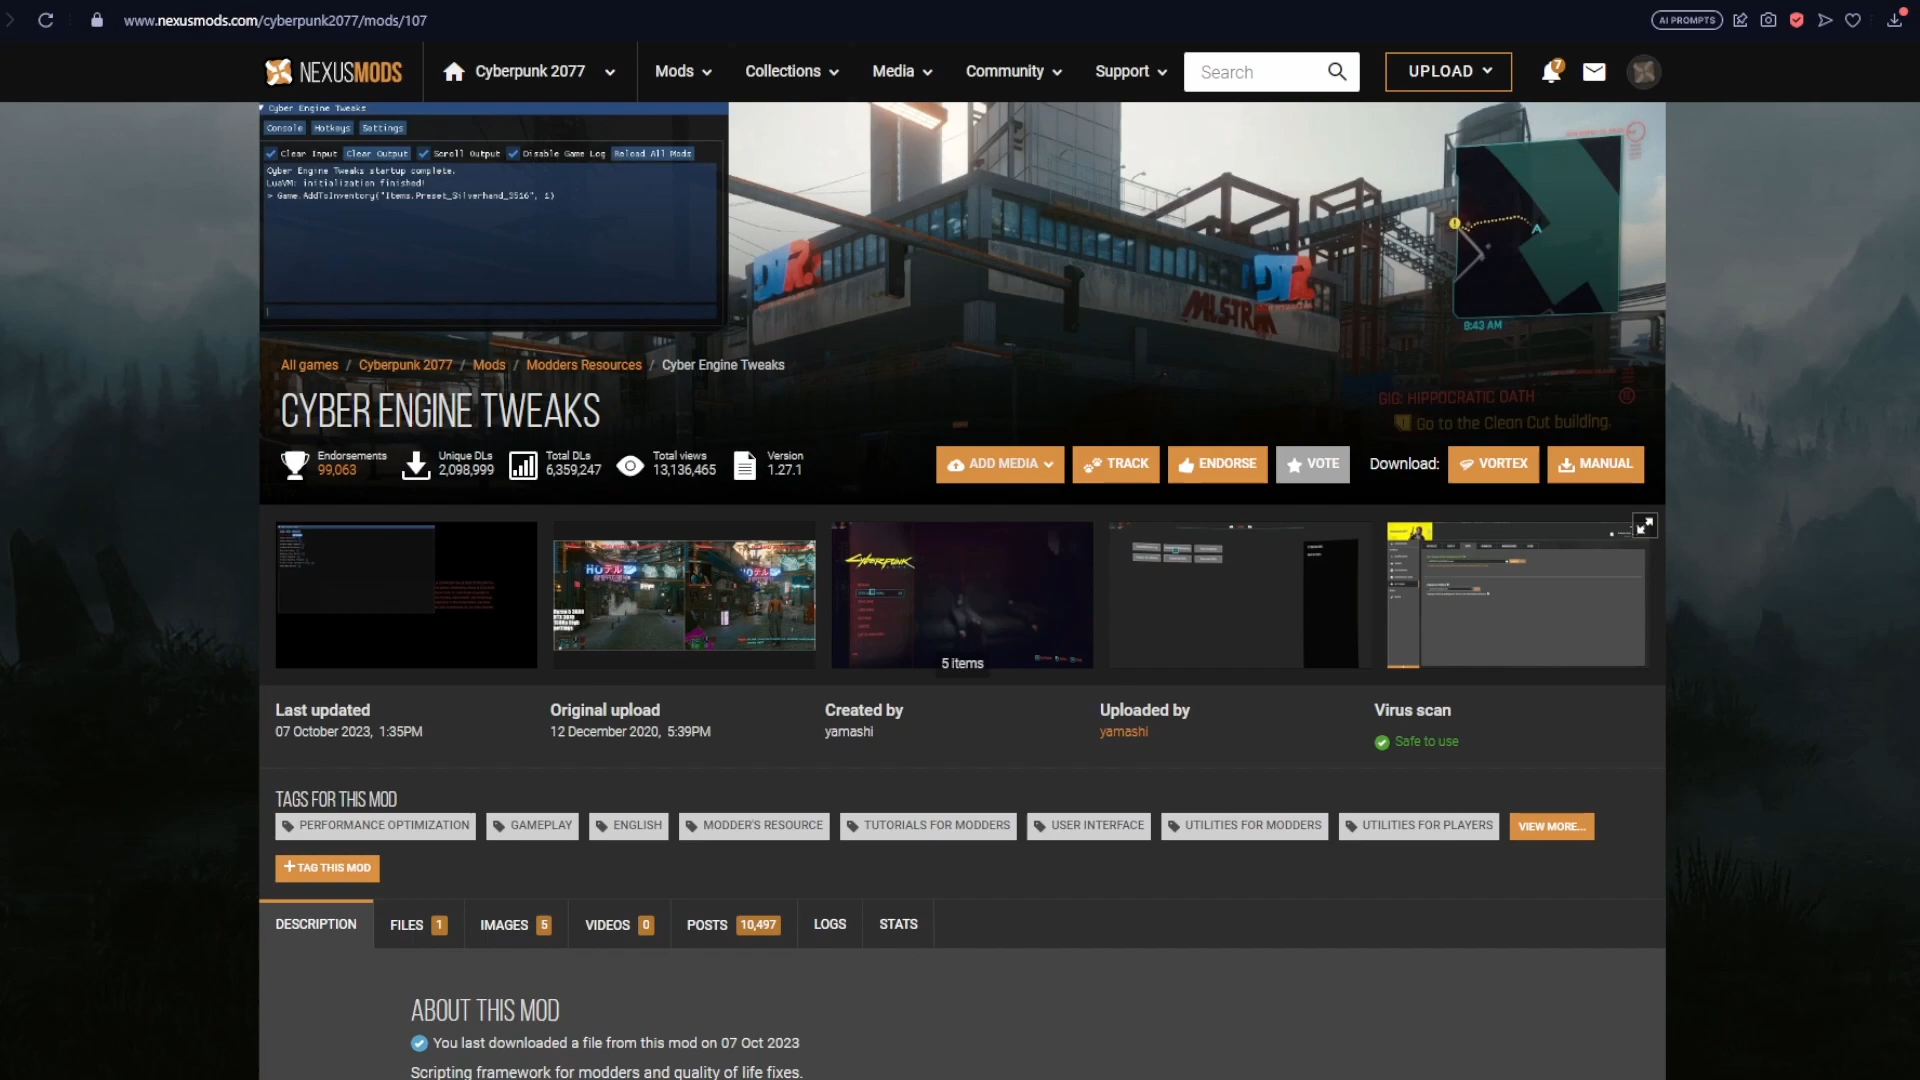 www.nexusmods.com/cyberpunk2077/mods/107
AI PROMPTS
NEXUSMODS
Cyberpunk 2077
Mods
Collections
Media
Community
Support
Search
UPLOAD
7
Cyber Engine Tweaks
Console Hotkeys Settings
Clear Input Clear Output Scroll Output Disable Game Log Reload All Mods
Cyber Engine Tweaks startup complete.
LuaVM: initialization finished!
> Game.AddToInventory("Items.Preset_Silverhand_3516", 1)
MLSTRM
8:43 AM
GIG: HIPPOCRATIC OATH
Go to the Clean Cut building.
All games / Cyberpunk 2077 / Mods / Modders Resources / Cyber Engine Tweaks
CYBER ENGINE TWEAKS
Endorsements
99,063
Unique DLs
2,098,999
Total DLs
6,359,247
Total views
13,136,465
Version
1.27.1
ADD MEDIA
TRACK
ENDORSE
VOTE
Download:
VORTEX
MANUAL
CYBERPUNK
5 items
Last updated
07 October 2023, 1:35PM
Original upload
12 December 2020, 5:39PM
Created by
yamashi
Uploaded by
yamashi
Virus scan
Safe to use
TAGS FOR THIS MOD
PERFORMANCE OPTIMIZATION
GAMEPLAY
ENGLISH
MODDER'S RESOURCE
TUTORIALS FOR MODDERS
USER INTERFACE
UTILITIES FOR MODDERS
UTILITIES FOR PLAYERS
VIEW MORE...
+ TAG THIS MOD
DESCRIPTION
FILES 1
IMAGES 5
VIDEOS 0
POSTS 10,497
LOGS
STATS
ABOUT THIS MOD
You last downloaded a file from this mod on 07 Oct 2023
Scripting framework for modders and quality of life fixes.